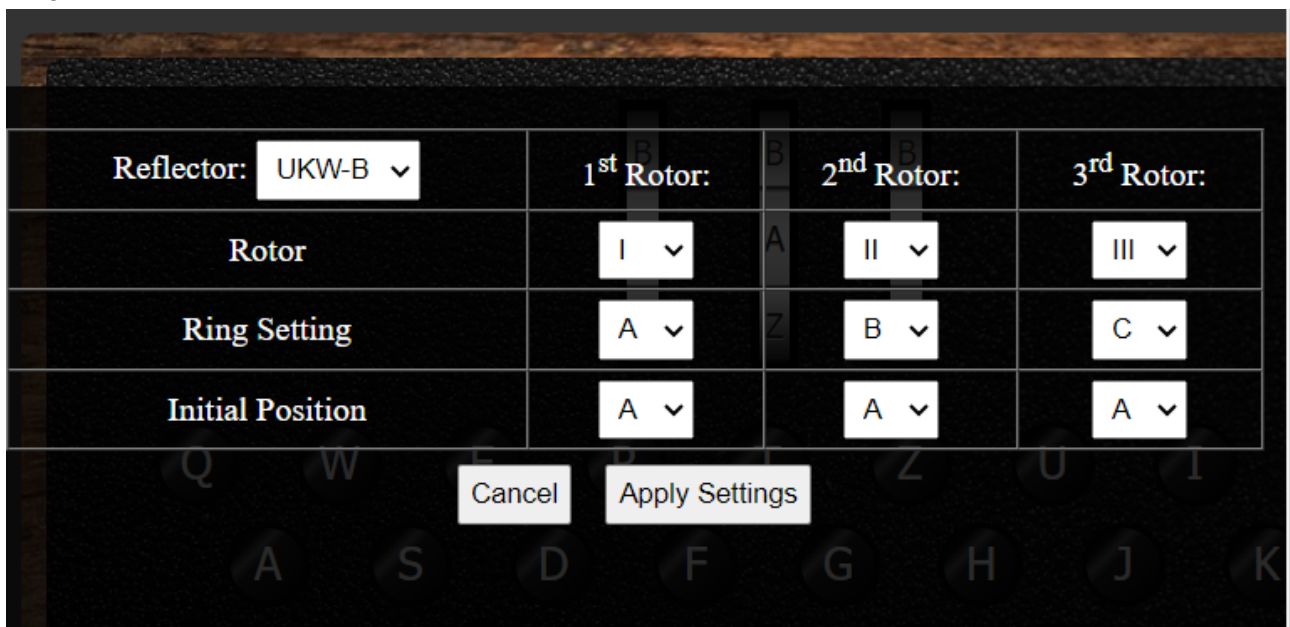 B B B
Reflector: UKW-B 1st Rotor: 2nd Rotor: 3rd Rotor:
Rotor I A II III
Ring Setting A Z B C
Initial Position A A A
Q W E R T Z U I
Cancel Apply Settings
A S D F G H J K